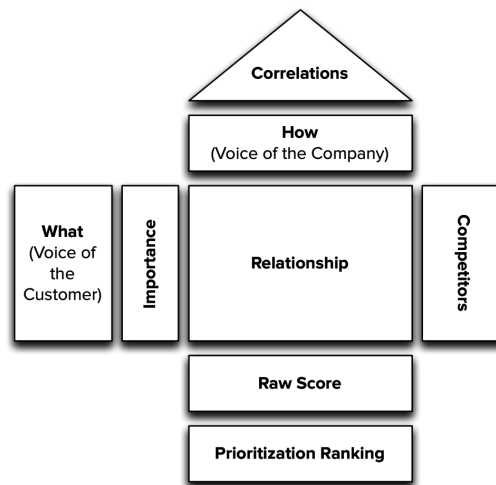 Correlations
How
(Voice of the Company)
What
(Voice of
the
Customer)
Importance
Relationship
Competitors
Raw Score
Prioritization Ranking